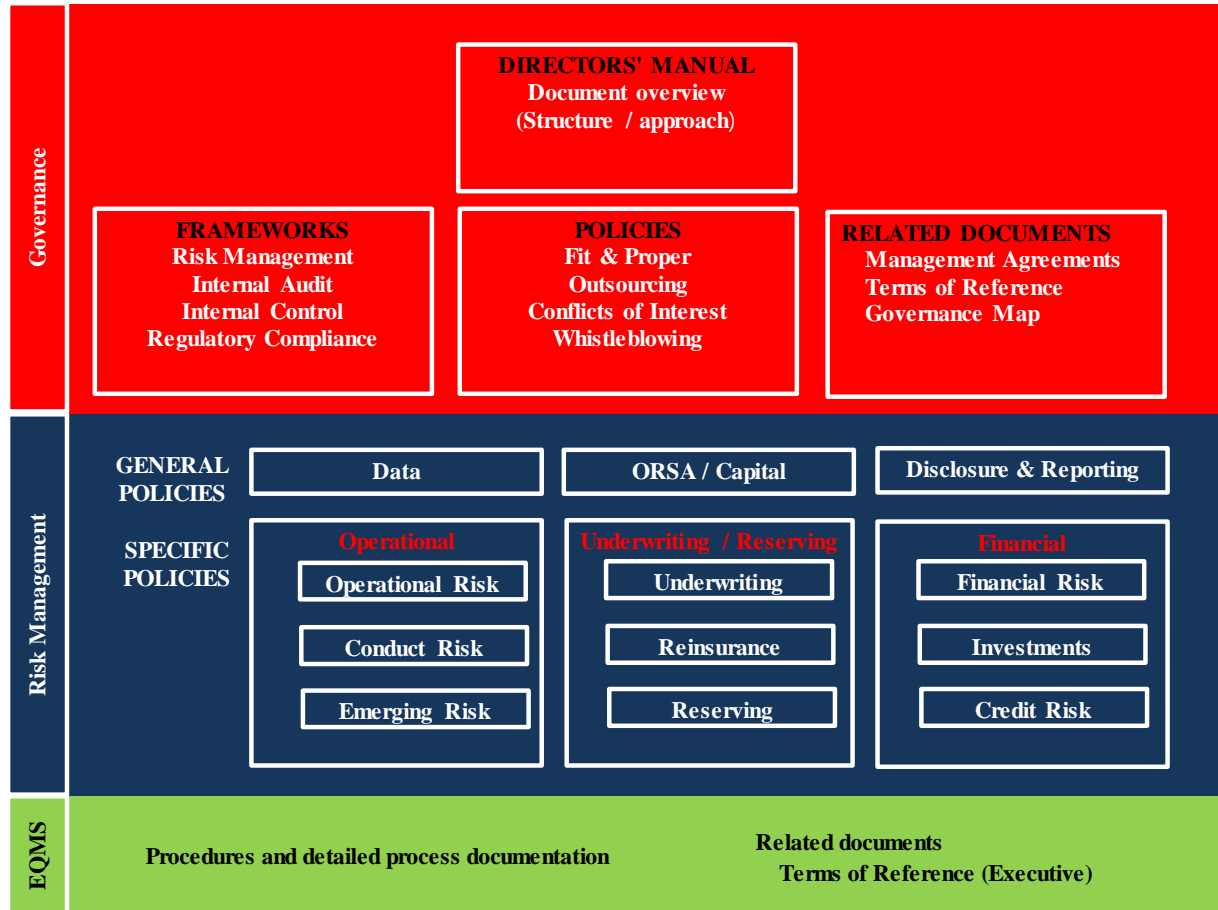 Governance
DIRECTORS' MANUAL
Document overview
(Structure / approach)
FRAMEWORKS
Risk Management
Internal Audit
Internal Control
Regulatory Compliance
POLICIES
Fit & Proper
Outsourcing
Conflicts of Interest
Whistleblowing
RELATED DOCUMENTS
Management Agreements
Terms of Reference
Governance Map
Risk Management
GENERAL
POLICIES
Data
ORSA / Capital
Disclosure & Reporting
SPECIFIC
POLICIES
Operational
Operational Risk
Conduct Risk
Emerging Risk
Underwriting / Reserving
Underwriting
Reinsurance
Reserving
Financial
Financial Risk
Investments
Credit Risk
EQMS
Procedures and detailed process documentation
Related documents
Terms of Reference (Executive)